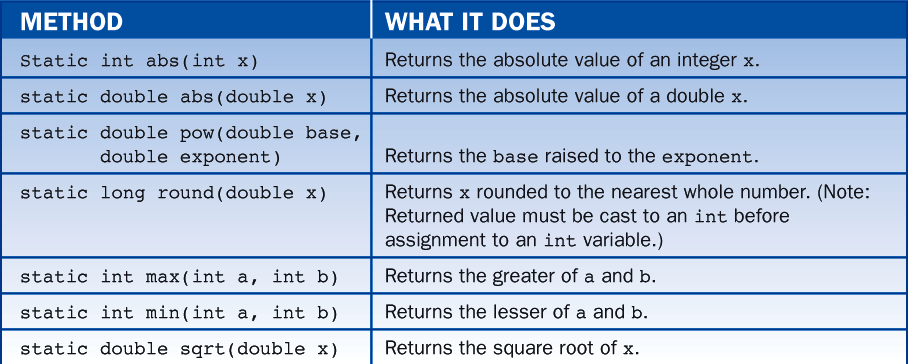 METHOD WHAT IT DOES
Static int abs(int x) Returns the absolute value of an integer x.
static double abs(double x) Returns the absolute value of a double x.
static double pow(double base,
double exponent) Returns the base raised to the exponent.
static long round(double x) Returns x rounded to the nearest whole number. (Note:
Returned value must be cast to an int before
assignment to an int variable.)
static int max(int a, int b) Returns the greater of a and b.
static int min(int a, int b) Returns the lesser of a and b.
static double sqrt(double x) Returns the square root of x.